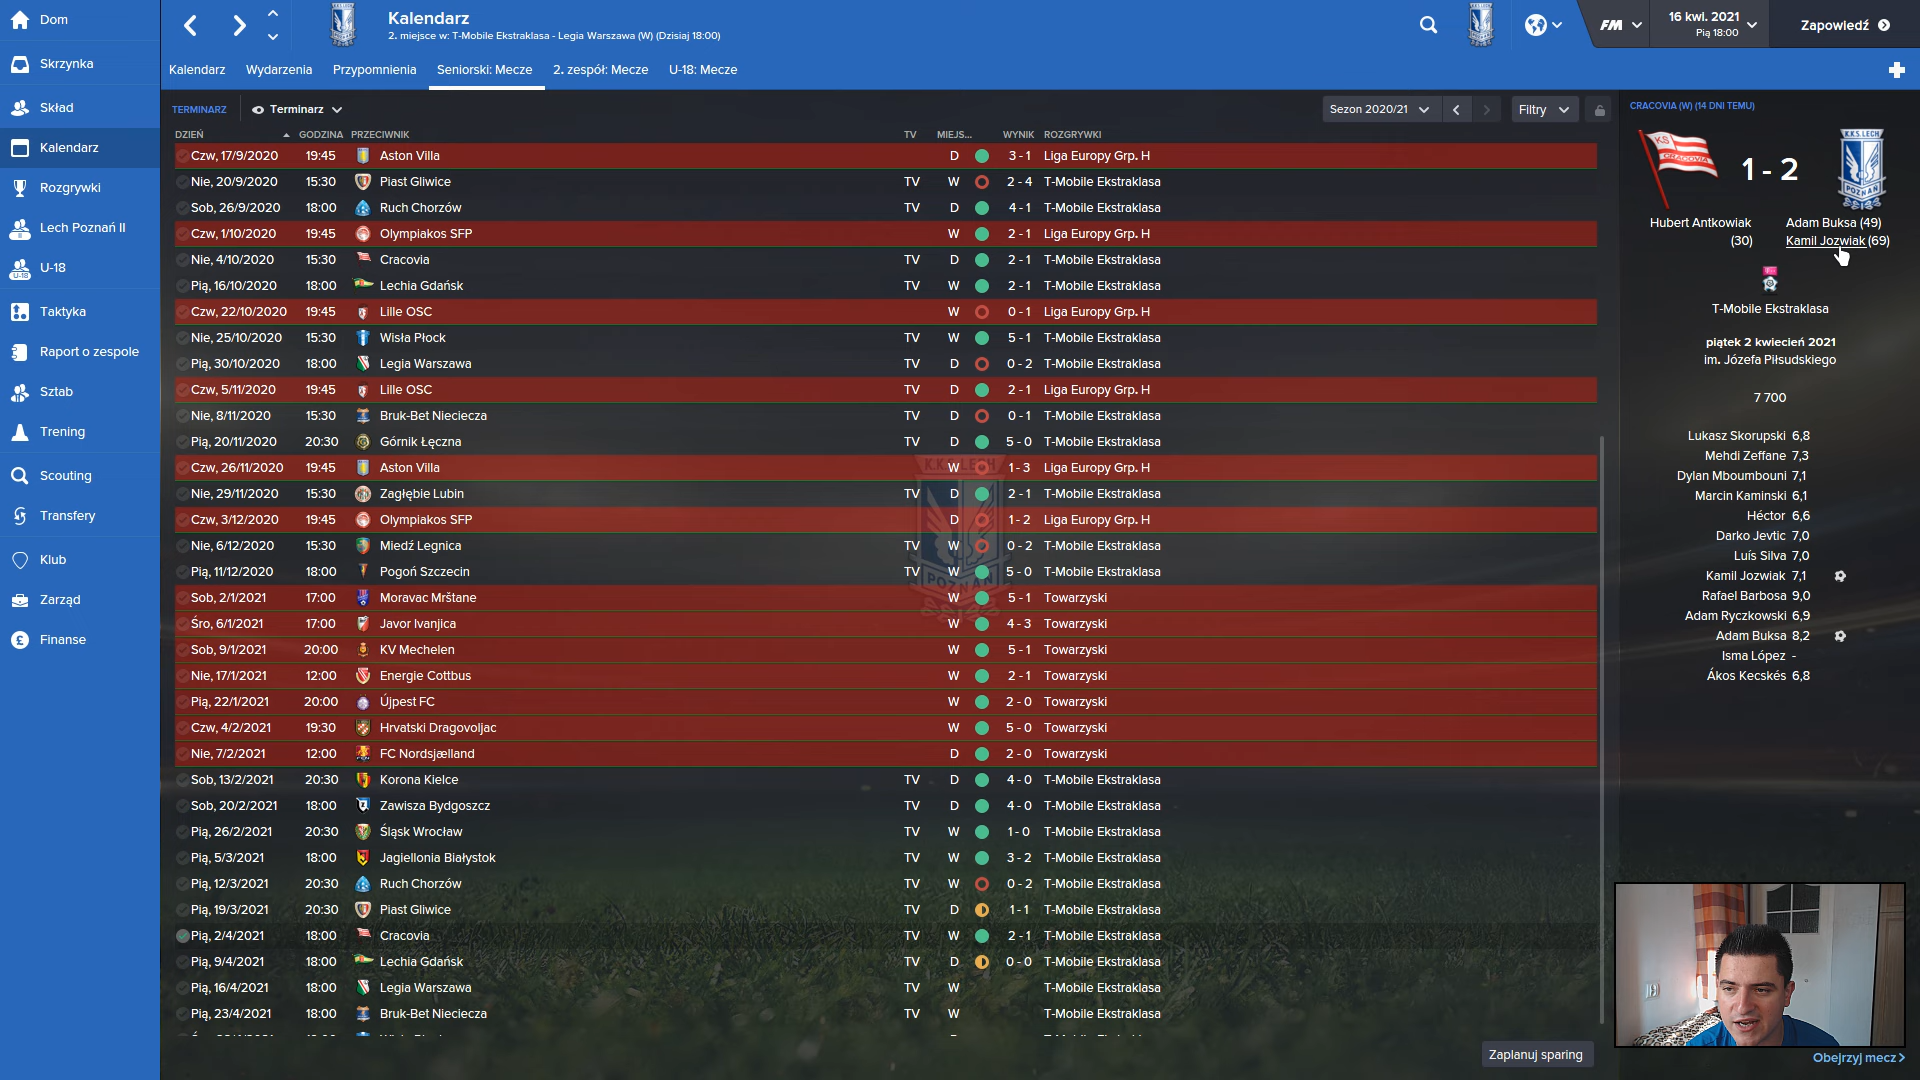 Dom
Skrzynka
Skład
Kalendarz
Rozgrywki
Lech Poznań II
U-18
Taktyka
Raport o zespole
Sztab
Trening
Scouting
Transfery
Klub
Zarząd
Finanse
Kalendarz
2. miejsce w: T-Mobile Ekstraklasa - Legia Warszawa (W) (Dzisiaj 18:00)
FM
16 kwi. 2021
Pią 18:00
Zapowiedź
Kalendarz Wydarzenia Przypomnienia Seniorski: Mecze 2. zespół: Mecze U-18: Mecze
TERMINARZ Terminarz Sezon 2020/21 Filtry
DZIEŃ GODZINA PRZECIWNIK TV MIEJS... WYNIK ROZGRYWKI
Czw, 17/9/2020 19:45 Aston Villa D 3 - 1 Liga Europy Grp. H
Nie, 20/9/2020 15:30 Piast Gliwice TV W 2 - 4 T-Mobile Ekstraklasa
Sob, 26/9/2020 18:00 Ruch Chorzów TV D 4 - 1 T-Mobile Ekstraklasa
Czw, 1/10/2020 19:45 Olympiakos SFP W 2 - 1 Liga Europy Grp. H
Nie, 4/10/2020 15:30 Cracovia TV D 2 - 1 T-Mobile Ekstraklasa
Pią, 16/10/2020 18:00 Lechia Gdańsk TV W 2 - 1 T-Mobile Ekstraklasa
Czw, 22/10/2020 19:45 Lille OSC W 0 - 1 Liga Europy Grp. H
Nie, 25/10/2020 15:30 Wisła Płock TV W 5 - 1 T-Mobile Ekstraklasa
Pią, 30/10/2020 18:00 Legia Warszawa TV D 0 - 2 T-Mobile Ekstraklasa
Czw, 5/11/2020 19:45 Lille OSC TV D 2 - 1 Liga Europy Grp. H
Nie, 8/11/2020 15:30 Bruk-Bet Nieciecza TV D 0 - 1 T-Mobile Ekstraklasa
Pią, 20/11/2020 20:30 Górnik Łęczna TV D 5 - 0 T-Mobile Ekstraklasa
Czw, 26/11/2020 19:45 Aston Villa W 1 - 3 Liga Europy Grp. H
Nie, 29/11/2020 15:30 Zagłębie Lubin TV D 2 - 1 T-Mobile Ekstraklasa
Czw, 3/12/2020 19:45 Olympiakos SFP D 1 - 2 Liga Europy Grp. H
Nie, 6/12/2020 15:30 Miedź Legnica TV W 0 - 2 T-Mobile Ekstraklasa
Pią, 11/12/2020 18:00 Pogoń Szczecin TV W 5 - 0 T-Mobile Ekstraklasa
Sob, 2/1/2021 17:00 Moravac Mrštane W 5 - 1 Towarzyski
Śro, 6/1/2021 17:00 Javor Ivanjica W 4 - 3 Towarzyski
Sob, 9/1/2021 20:00 KV Mechelen W 5 - 1 Towarzyski
Nie, 17/1/2021 12:00 Energie Cottbus W 2 - 1 Towarzyski
Pią, 22/1/2021 20:00 Újpest FC W 2 - 0 Towarzyski
Czw, 4/2/2021 19:30 Hrvatski Dragovoljac W 5 - 0 Towarzyski
Nie, 7/2/2021 12:00 FC Nordsjælland D 2 - 0 Towarzyski
Sob, 13/2/2021 20:30 Korona Kielce TV D 4 - 0 T-Mobile Ekstraklasa
Sob, 20/2/2021 18:00 Zawisza Bydgoszcz TV D 4 - 0 T-Mobile Ekstraklasa
Pią, 26/2/2021 20:30 Śląsk Wrocław TV W 1 - 0 T-Mobile Ekstraklasa
Pią, 5/3/2021 18:00 Jagiellonia Białystok TV W 3 - 2 T-Mobile Ekstraklasa
Pią, 12/3/2021 20:30 Ruch Chorzów TV W 0 - 2 T-Mobile Ekstraklasa
Pią, 19/3/2021 20:30 Piast Gliwice TV D 1 - 1 T-Mobile Ekstraklasa
Pią, 2/4/2021 18:00 Cracovia TV W 2 - 1 T-Mobile Ekstraklasa
Pią, 9/4/2021 18:00 Lechia Gdańsk TV D 0 - 0 T-Mobile Ekstraklasa
Pią, 16/4/2021 18:00 Legia Warszawa TV W T-Mobile Ekstraklasa
Pią, 23/4/2021 18:00 Bruk-Bet Nieciecza TV W T-Mobile Ekstraklasa
K.K.S. LECH
POZNAŃ
Zaplanuj sparing
CRACOVIA (W) (14 DNI TEMU)
KS
CRACOVIA
1 - 2
K.K.S. LECH
POZNAŃ
Hubert Antkowiak
(30)
Adam Buksa (49)
Kamil Jozwiak (69)
T-Mobile Ekstraklasa
piątek 2 kwiecień 2021
im. Józefa Piłsudskiego
7 700
Lukasz Skorupski 6,8
Mehdi Zeffane 7,3
Dylan Mboumbouni 7,1
Marcin Kaminski 6,1
Héctor 6,6
Darko Jevtic 7,0
Luís Silva 7,0
Kamil Jozwiak 7,1
Rafael Barbosa 9,0
Adam Ryczkowski 6,9
Adam Buksa 8,2
Isma López -
Ákos Kecskés 6,8
Obejrzyj mecz